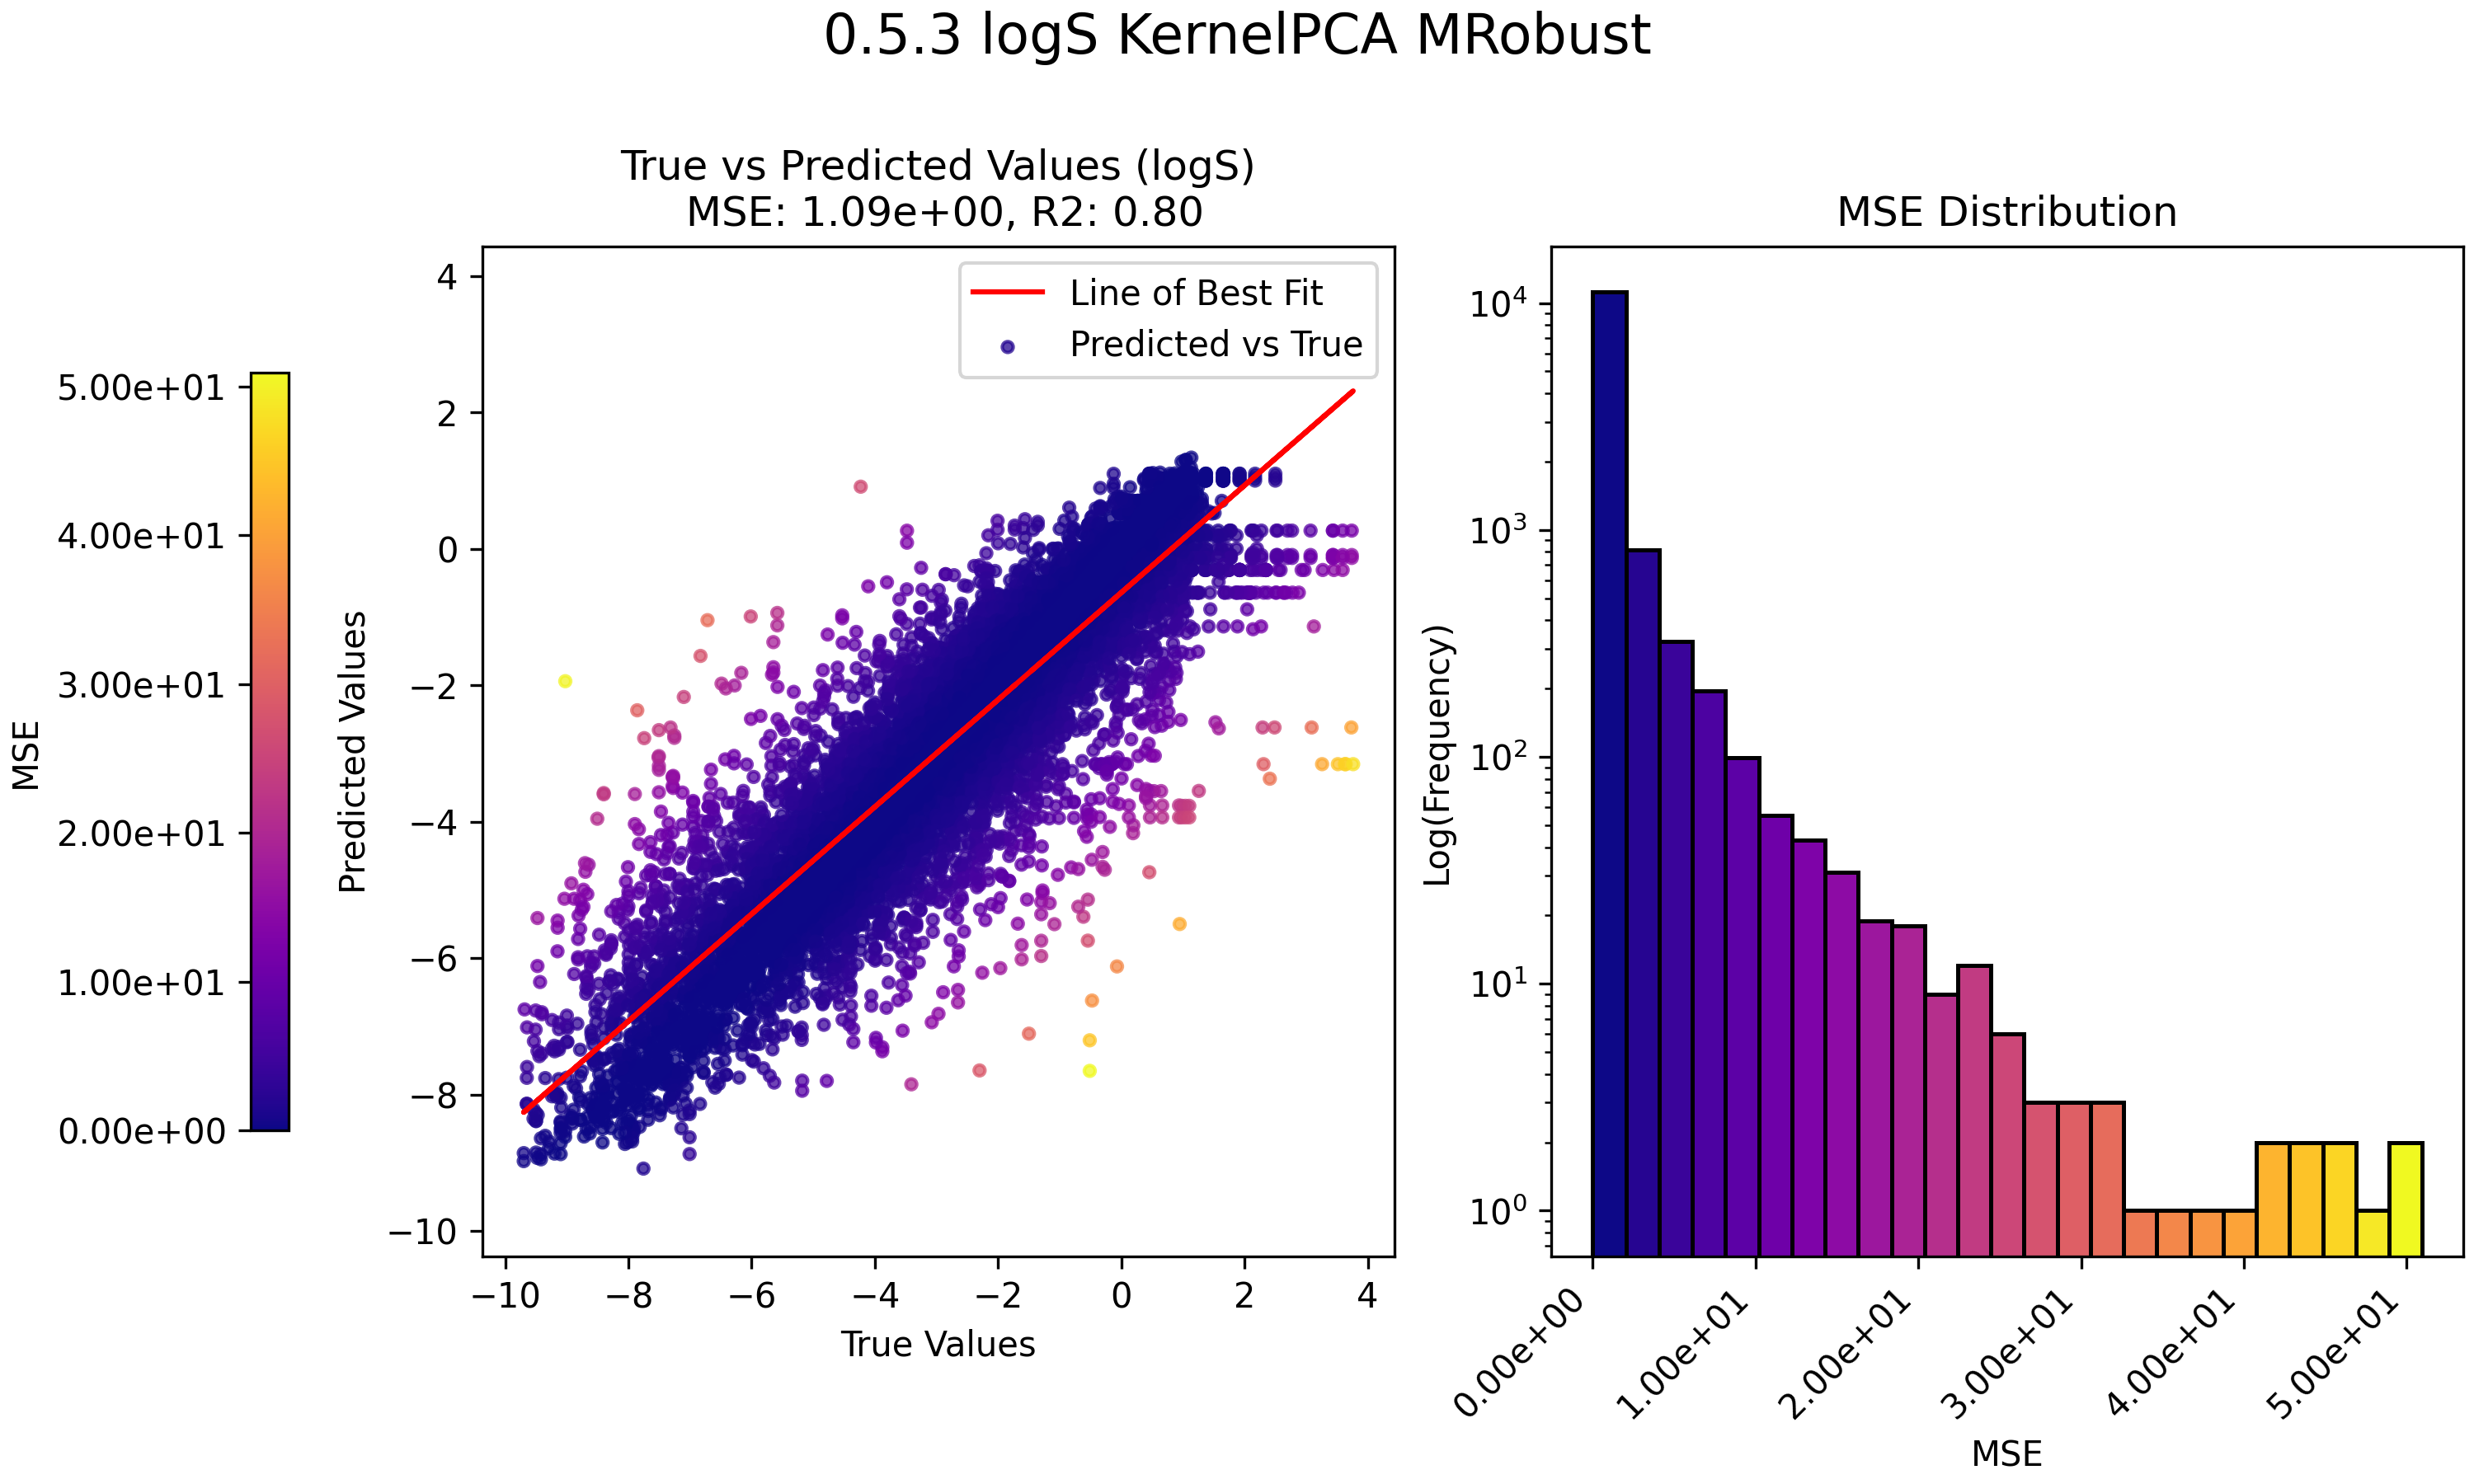 0.5.3 logS KernelPCA MRobust
True vs Predicted Values (logS)
MSE: 1.09e+00, R2: 0.80
MSE Distribution
MSE
5.00e+01
4.00e+01
3.00e+01
2.00e+01
1.00e+01
0.00e+00
Predicted Values
4
2
0
−2
−4
−6
−8
−10
Line of Best Fit
Predicted vs True
−10 −8 −6 −4 −2 0 2 4
True Values
Log(Frequency)
10⁴
10³
10²
10¹
10⁰
0.00e+00 1.00e+01 2.00e+01 3.00e+01 4.00e+01 5.00e+01
MSE